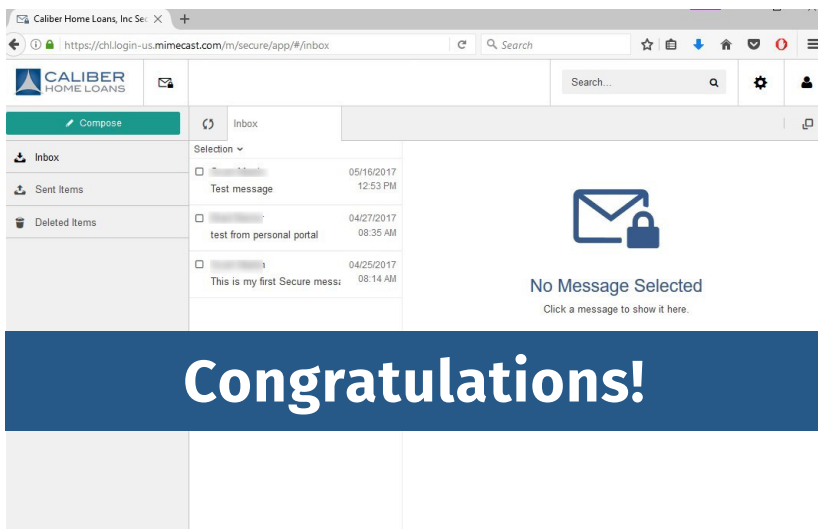 Caliber Home Loans, Inc Sec
https://chl.login-us.mimecast.com/m/secure/app/#/inbox
Search
CALIBER
HOME LOANS
Search...
Compose
Inbox
Inbox
Sent Items
Deleted Items
Selection
05/16/2017
Test message
12:53 PM
04/27/2017
test from personal portal
08:35 AM
04/25/2017
This is my first Secure messa
08:14 AM
No Message Selected
Click a message to show it here.
Congratulations!